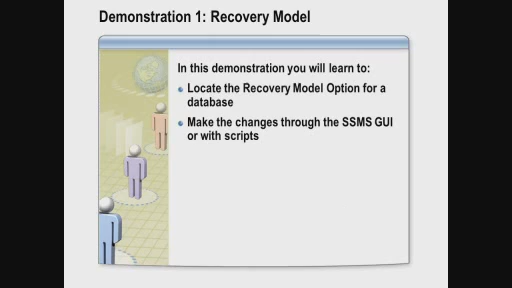 Demonstration 1: Recovery Model
In this demonstration you will learn to:
Locate the Recovery Model Option for a
database
Make the changes through the SSMS GUI
or with scripts